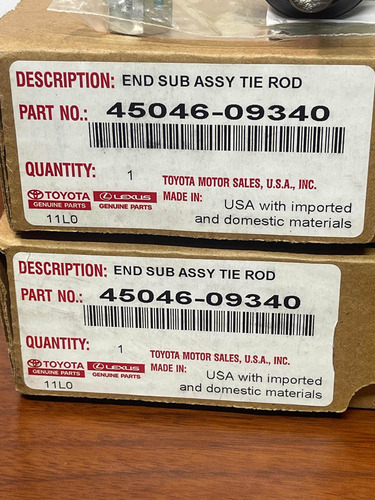 DESCRIPTION: END SUB ASSY TIE ROD
PART NO.: 45046-09340
QUANTITY: 1
TOYOTA MOTOR SALES, U.S.A., INC.
TOYOTA LEXUS MADE IN: USA with imported
GENUINE PARTS GENUINE PARTS and domestic materials
11L0
DESCRIPTION: END SUB ASSY TIE ROD
PART NO.: 45046-09340
QUANTITY: 1
TOYOTA MOTOR SALES, U.S.A., INC.
TOYOTA LEXUS MADE IN: USA with imported
GENUINE PARTS GENUINE PARTS and domestic materials
11L0